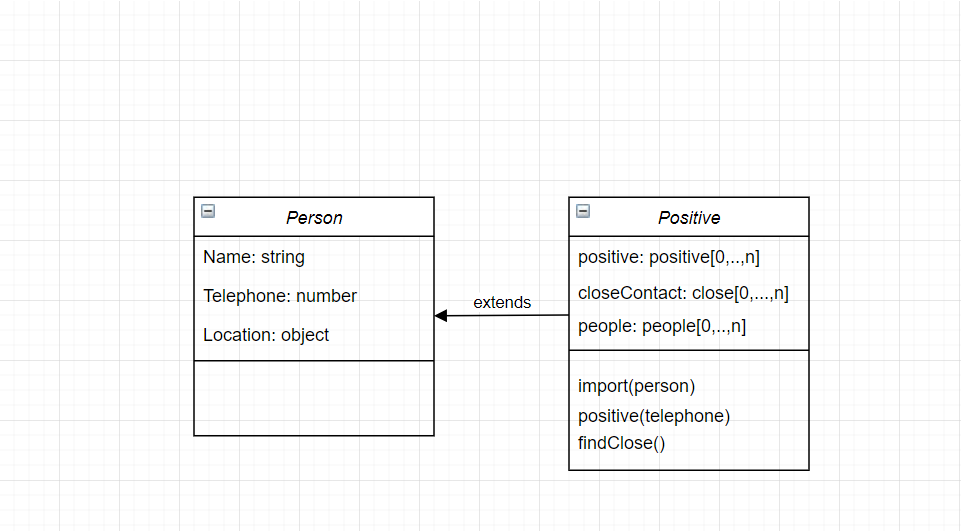 Person
Name: string
Telephone: number
Location: object
extends
Positive
positive: positive[0,..,n]
closeContact: close[0,...,n]
people: people[0,..,n]
import(person)
positive(telephone)
findClose()